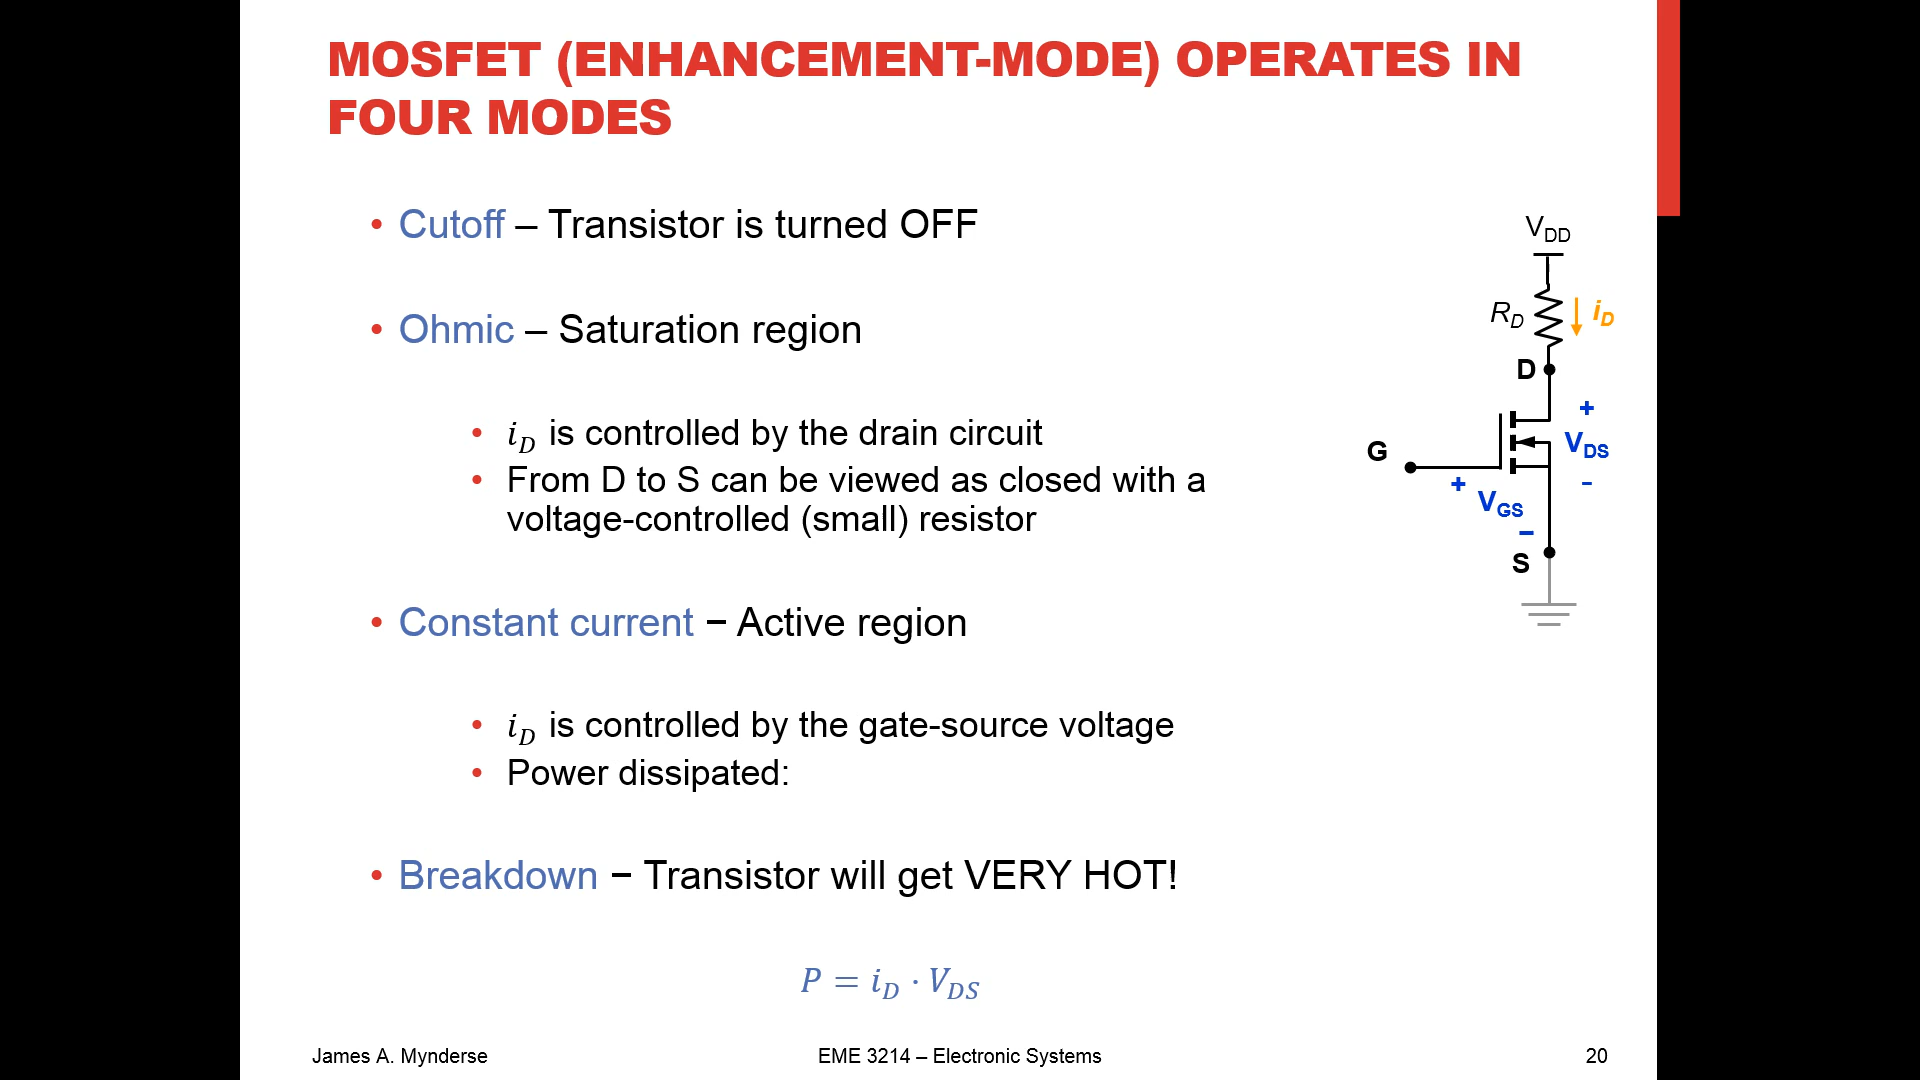 MOSFET (ENHANCEMENT-MODE) OPERATES IN
FOUR MODES
• Cutoff – Transistor is turned OFF
• Ohmic – Saturation region
• i_D is controlled by the drain circuit
• From D to S can be viewed as closed with a
voltage-controlled (small) resistor
• Constant current − Active region
• i_D is controlled by the gate-source voltage
• Power dissipated:
• Breakdown − Transistor will get VERY HOT!
P = i_D · V_DS
V_DD
R_D
i_D
D
+
V_DS
-
G
+
V_GS
−
S
James A. Mynderse
EME 3214 – Electronic Systems
20